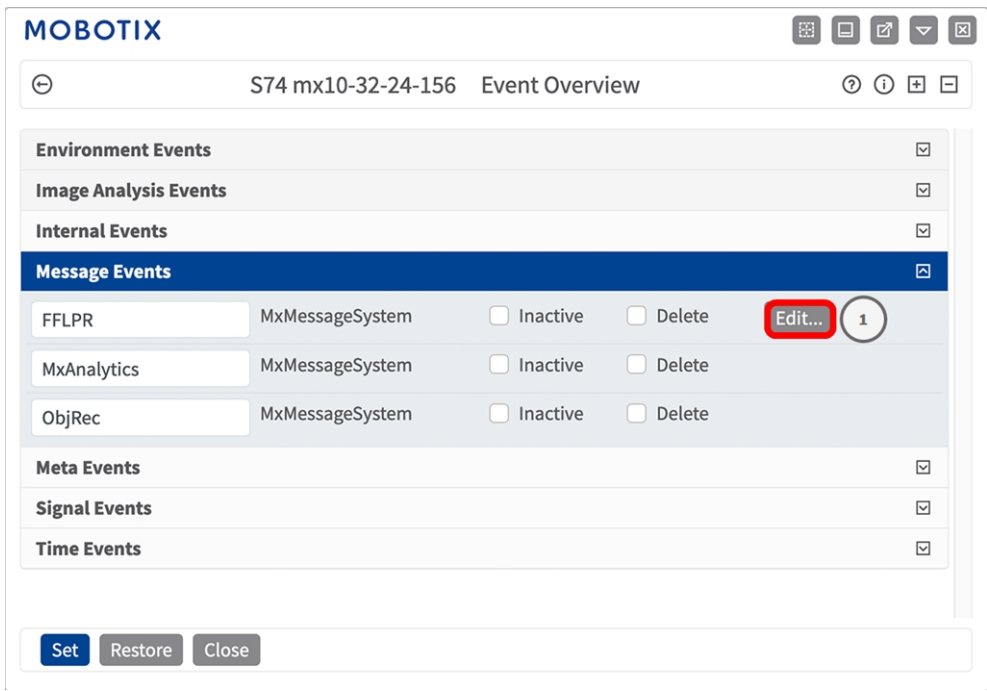 MOBOTIX
S74 mx10-32-24-156 Event Overview
Environment Events
Image Analysis Events
Internal Events
Message Events
FFLPR MxMessageSystem Inactive Delete Edit... 1
MxAnalytics MxMessageSystem Inactive Delete
ObjRec MxMessageSystem Inactive Delete
Meta Events
Signal Events
Time Events
Set Restore Close